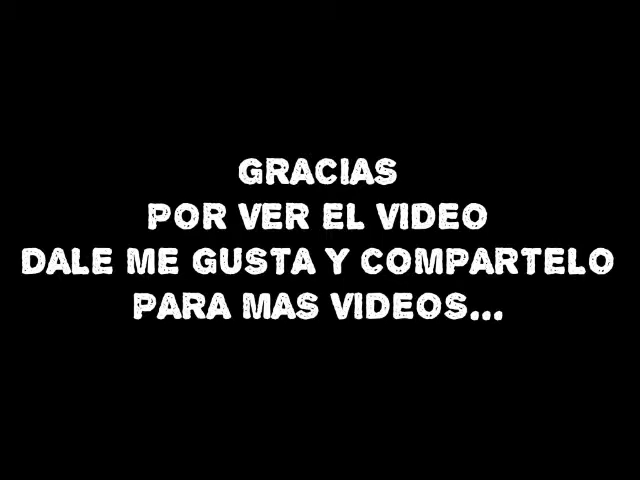 GRACIAS
POR VER EL VIDEO
DALE ME GUSTA Y COMPARTELO
PARA MAS VIDEOS...